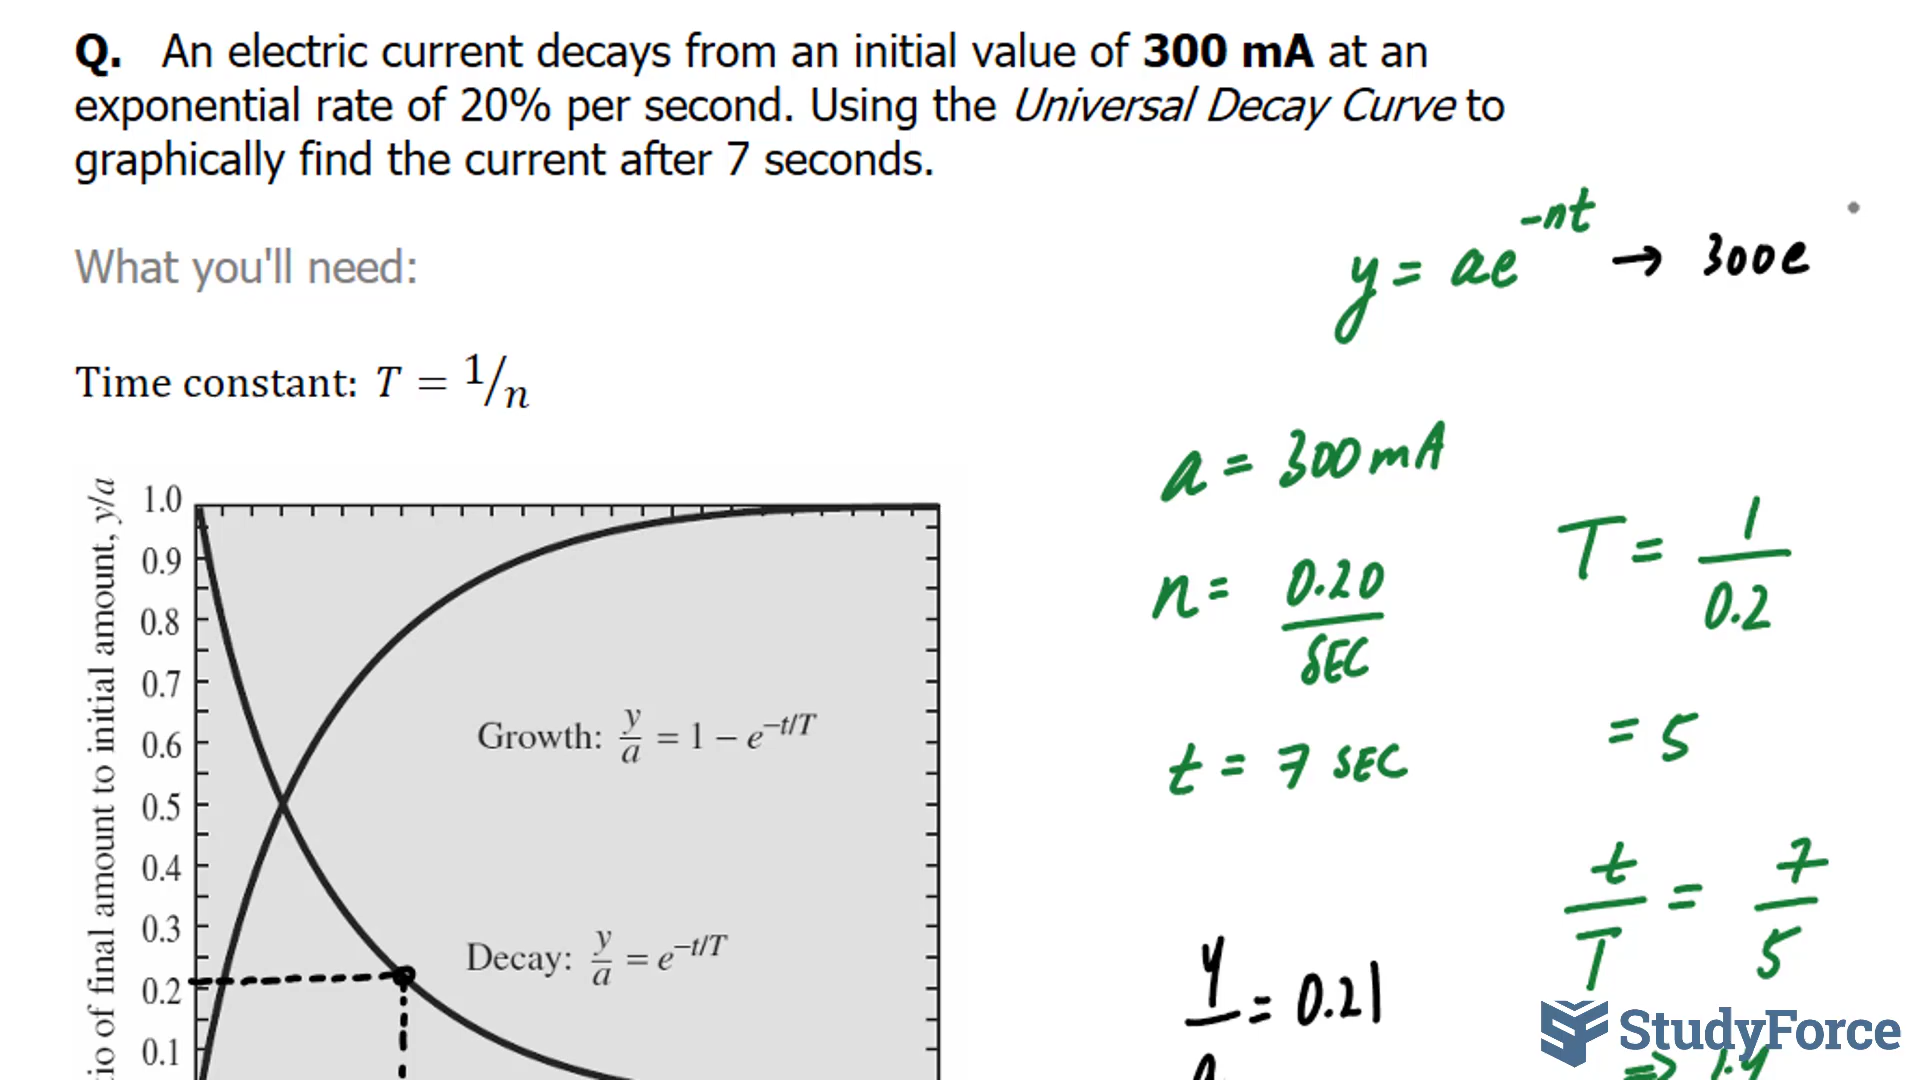 Q. An electric current decays from an initial value of 300 mA at an
exponential rate of 20% per second. Using the Universal Decay Curve to
graphically find the current after 7 seconds.
What you'll need:
y = ae^-nt → 300e
Time constant: T = 1/n
a = 300 mA
n = 0.20/SEC
t = 7 SEC
T = 1/0.2
= 5
t/T = 7/5
⇒ 1.4
y/a = 0.21
tio of final amount to initial amount, y/a
1.0
0.9
0.8
0.7
0.6
0.5
0.4
0.3
0.2
0.1
Growth: y/a = 1 − e^−t/T
Decay: y/a = e^−t/T
StudyForce